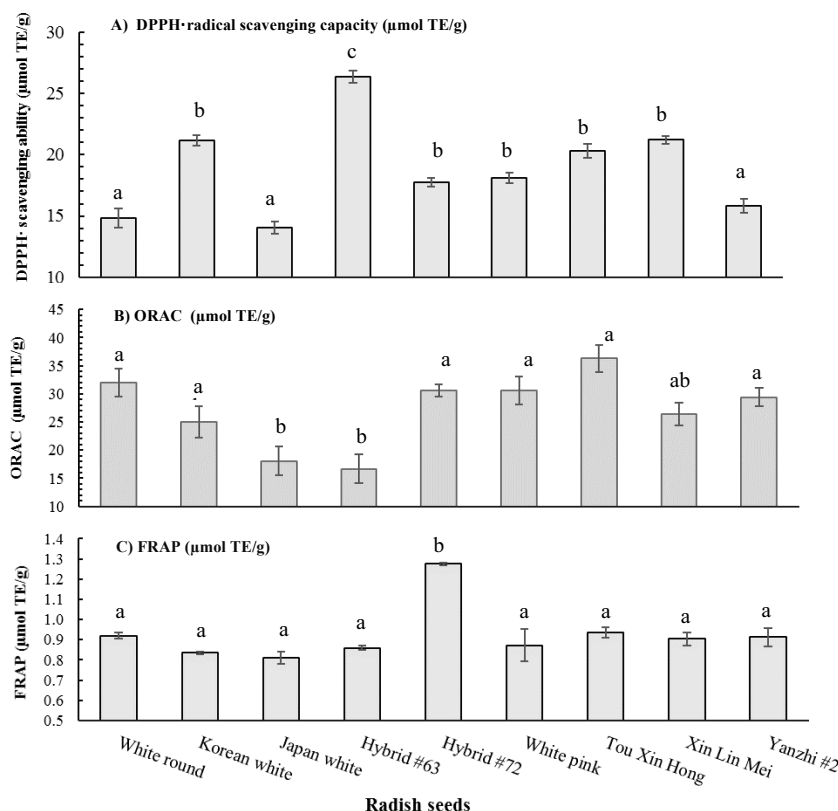 A) DPPH· radical scavenging capacity (µmol TE/g)
DPPH· scavenging ability (µmol TE/g)
30
25
20
15
10
a
b
a
c
b
b
b
b
a
B) ORAC (µmol TE/g)
ORAC (µmol TE/g)
45
40
35
30
25
20
15
10
a
a
b
b
a
a
a
ab
a
C) FRAP (µmol TE/g)
FRAP (µmol TE/g)
1.4
1.3
1.2
1.1
1.0
0.9
0.8
0.7
0.6
0.5
a
a
a
a
b
a
a
a
a
White round
Korean white
Japan white
Hybrid #63
Hybrid #72
White pink
Tou Xin Hong
Xin Lin Mei
Yanzhi #2
Radish seeds